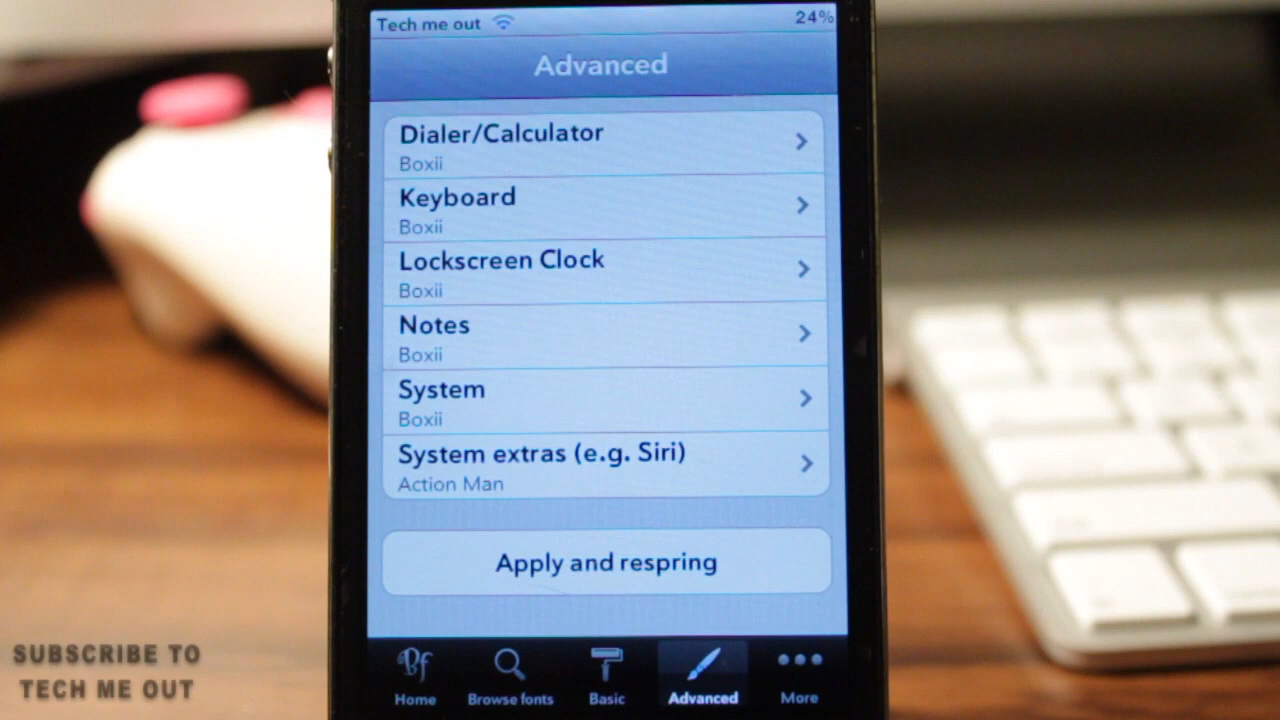 Tech me out
24%
Advanced
Dialer/Calculator
Boxii
Keyboard
Boxii
Lockscreen Clock
Boxii
Notes
Boxii
System
Boxii
System extras (e.g. Siri)
Action Man
Apply and respring
Bf
Home
Browse fonts
Basic
Advanced
More
SUBSCRIBE TO
TECH ME OUT